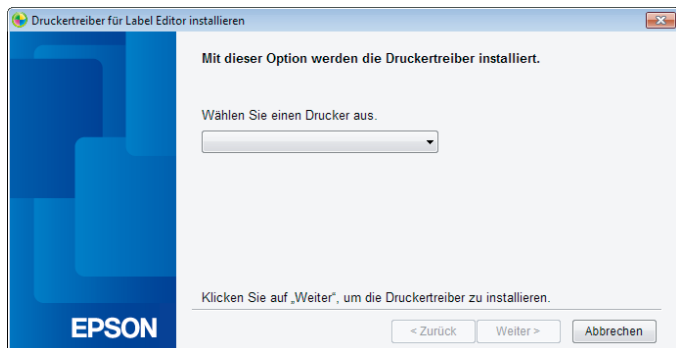 Druckertreiber für Label Editor installieren
Mit dieser Option werden die Druckertreiber installiert.
Wählen Sie einen Drucker aus.
Klicken Sie auf „Weiter“, um die Druckertreiber zu installieren.
EPSON
< Zurück Weiter > Abbrechen